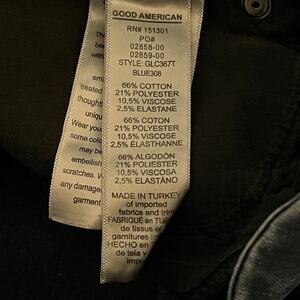 GOOD AMERICAN
RN# 151301
PO#
02858-00
02859-00
STYLE: GLC367T
BLUE308
66% COTTON
21% POLYESTER
10,5% VISCOSE
2,5% ELASTANE
66% COTON
21% POLYESTER
10,5% VISCOSE
2,5% ÉLASTHANNE
66% ALGODÓN
21% POLIÉSTER
10,5% VISCOSA
2,5% ELASTANO
MADE IN TURKEY
of imported
fabrics and
FABRIQUÉ en
de tissus et
garnitures
HECHO en
de tela y
treated
thought
Wear your
some
may be
embellish
scratches.
any damage
garment